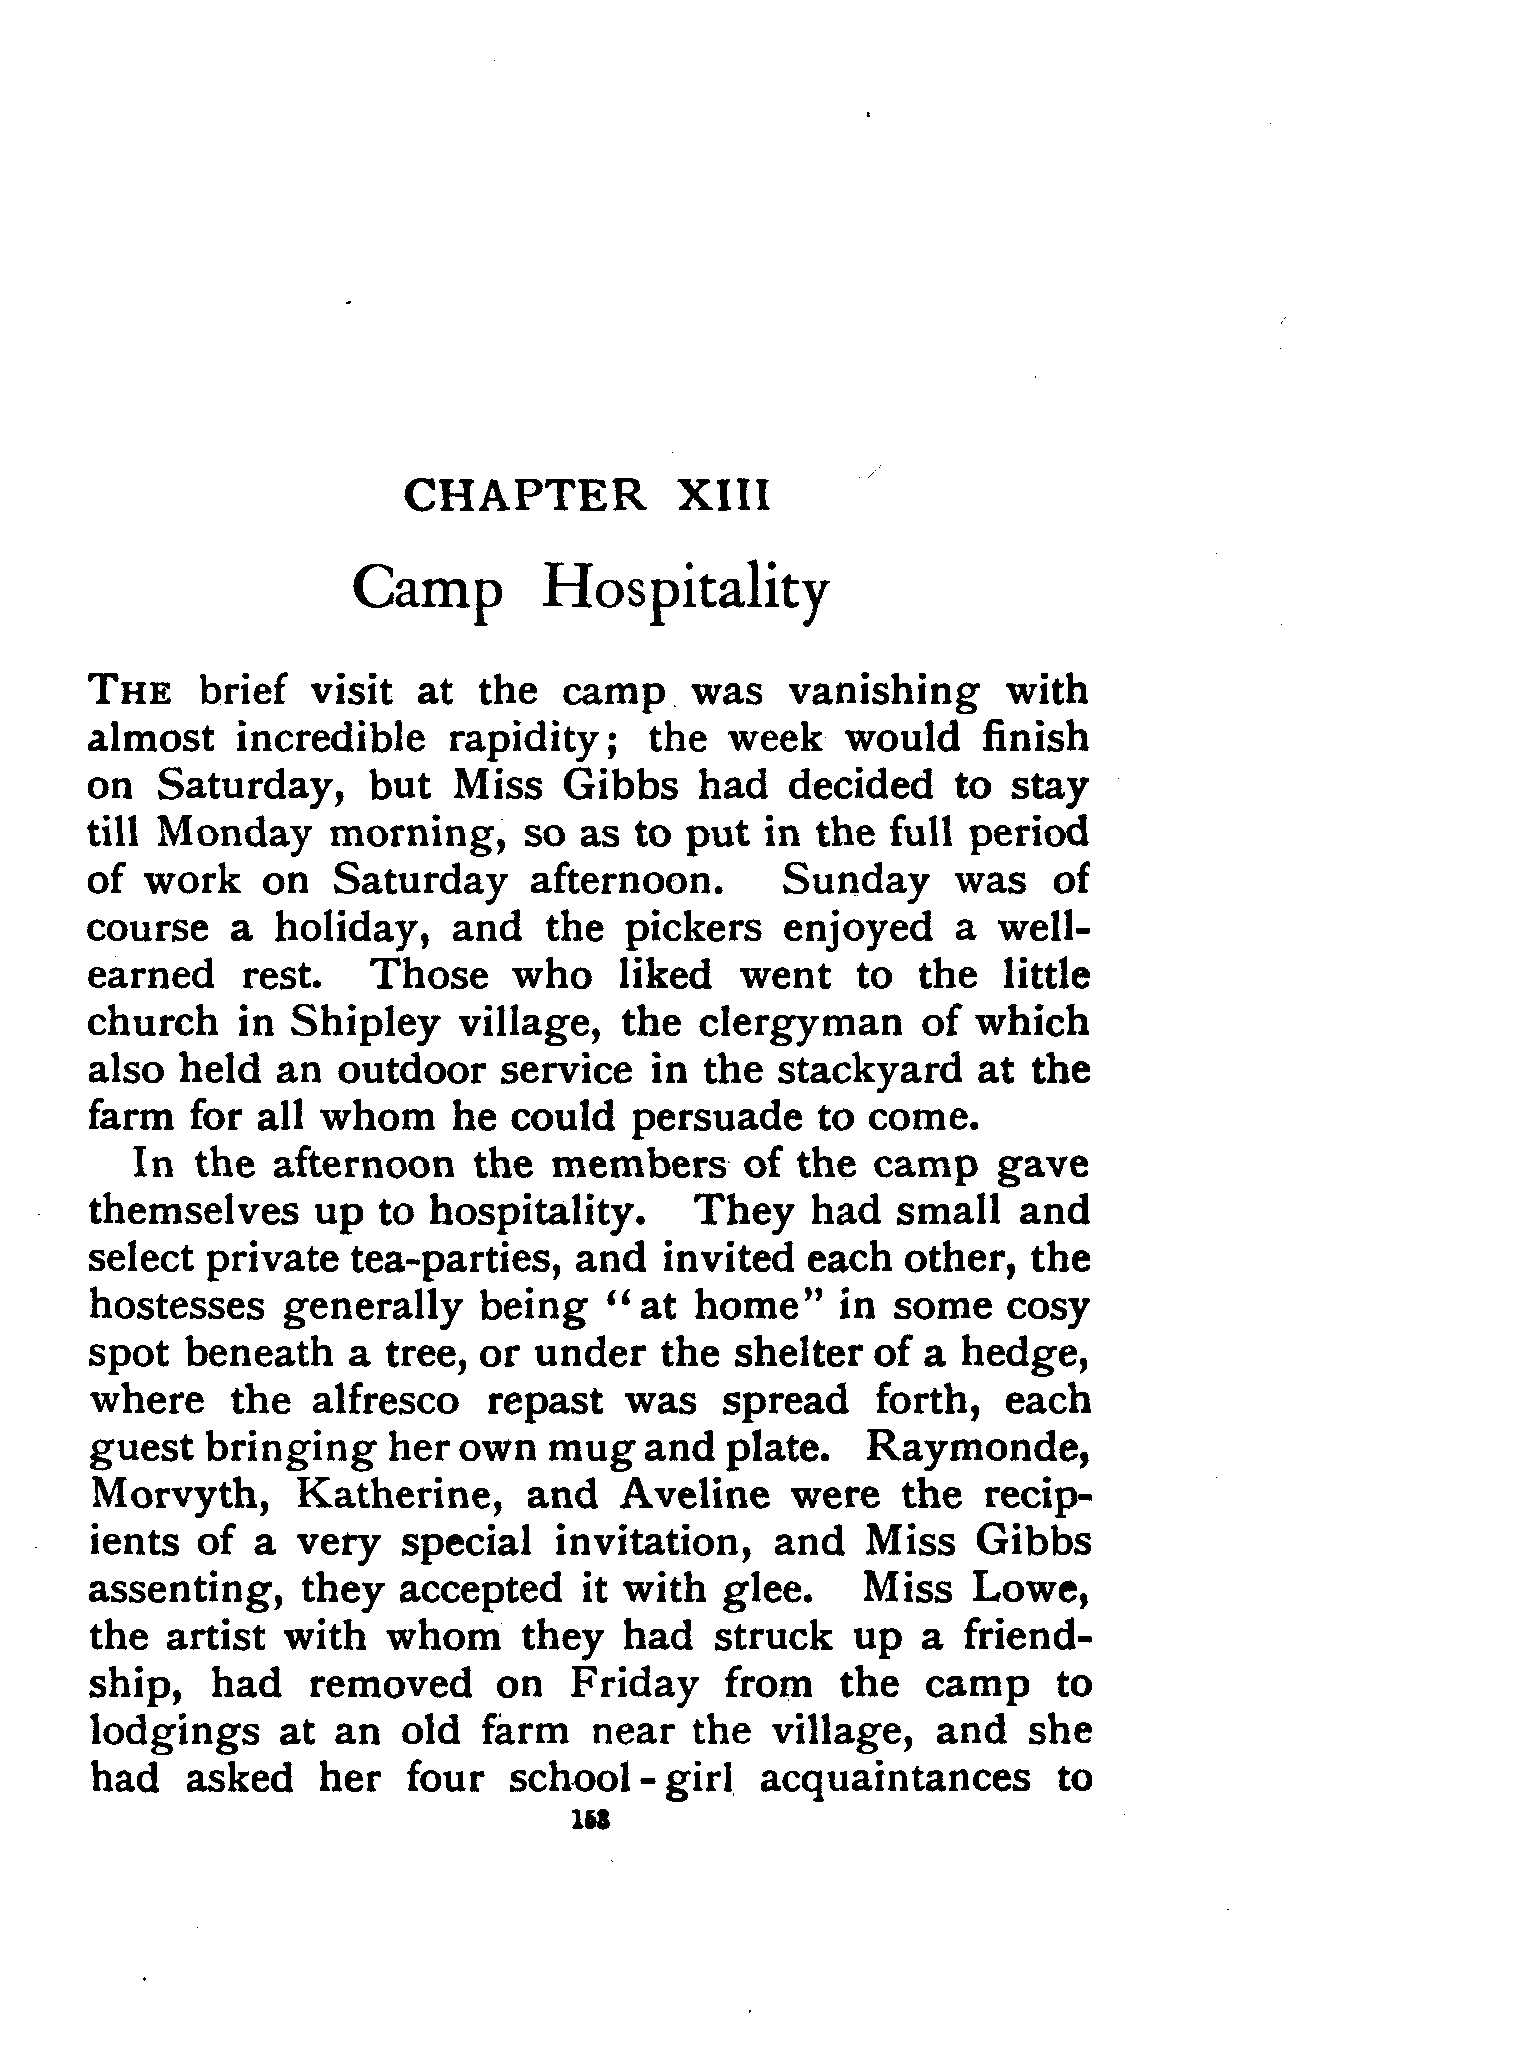 CHAPTER XIII
Camp Hospitality
THE brief visit at the camp was vanishing with
almost incredible rapidity; the week would finish
on Saturday, but Miss Gibbs had decided to stay
till Monday morning, so as to put in the full period
of work on Saturday afternoon. Sunday was of
course a holiday, and the pickers enjoyed a well-
earned rest. Those who liked went to the little
church in Shipley village, the clergyman of which
also held an outdoor service in the stackyard at the
farm for all whom he could persuade to come.
In the afternoon the members of the camp gave
themselves up to hospitality. They had small and
select private tea-parties, and invited each other, the
hostesses generally being "at home" in some cosy
spot beneath a tree, or under the shelter of a hedge,
where the alfresco repast was spread forth, each
guest bringing her own mug and plate. Raymonde,
Morvyth, Katherine, and Aveline were the recip-
ients of a very special invitation, and Miss Gibbs
assenting, they accepted it with glee. Miss Lowe,
the artist with whom they had struck up a friend-
ship, had removed on Friday from the camp to
lodgings at an old farm near the village, and she
had asked her four school-girl acquaintances to